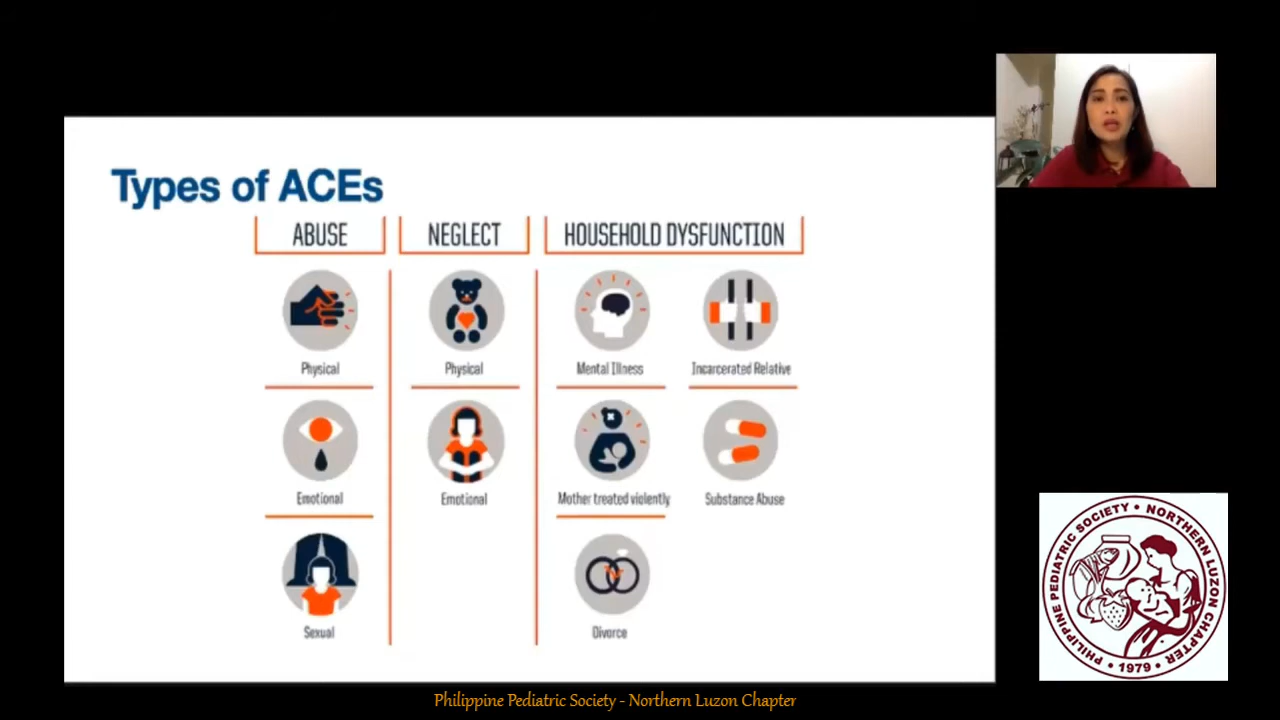 Types of ACEs
ABUSE
NEGLECT
HOUSEHOLD DYSFUNCTION
Physical
Physical
Mental Illness
Incarcerated Relative
Emotional
Emotional
Mother treated violently
Substance Abuse
Sexual
Divorce
PHILIPPINE PEDIATRIC SOCIETY • NORTHERN LUZON CHAPTER
• 1979 •
Philippine Pediatric Society - Northern Luzon Chapter